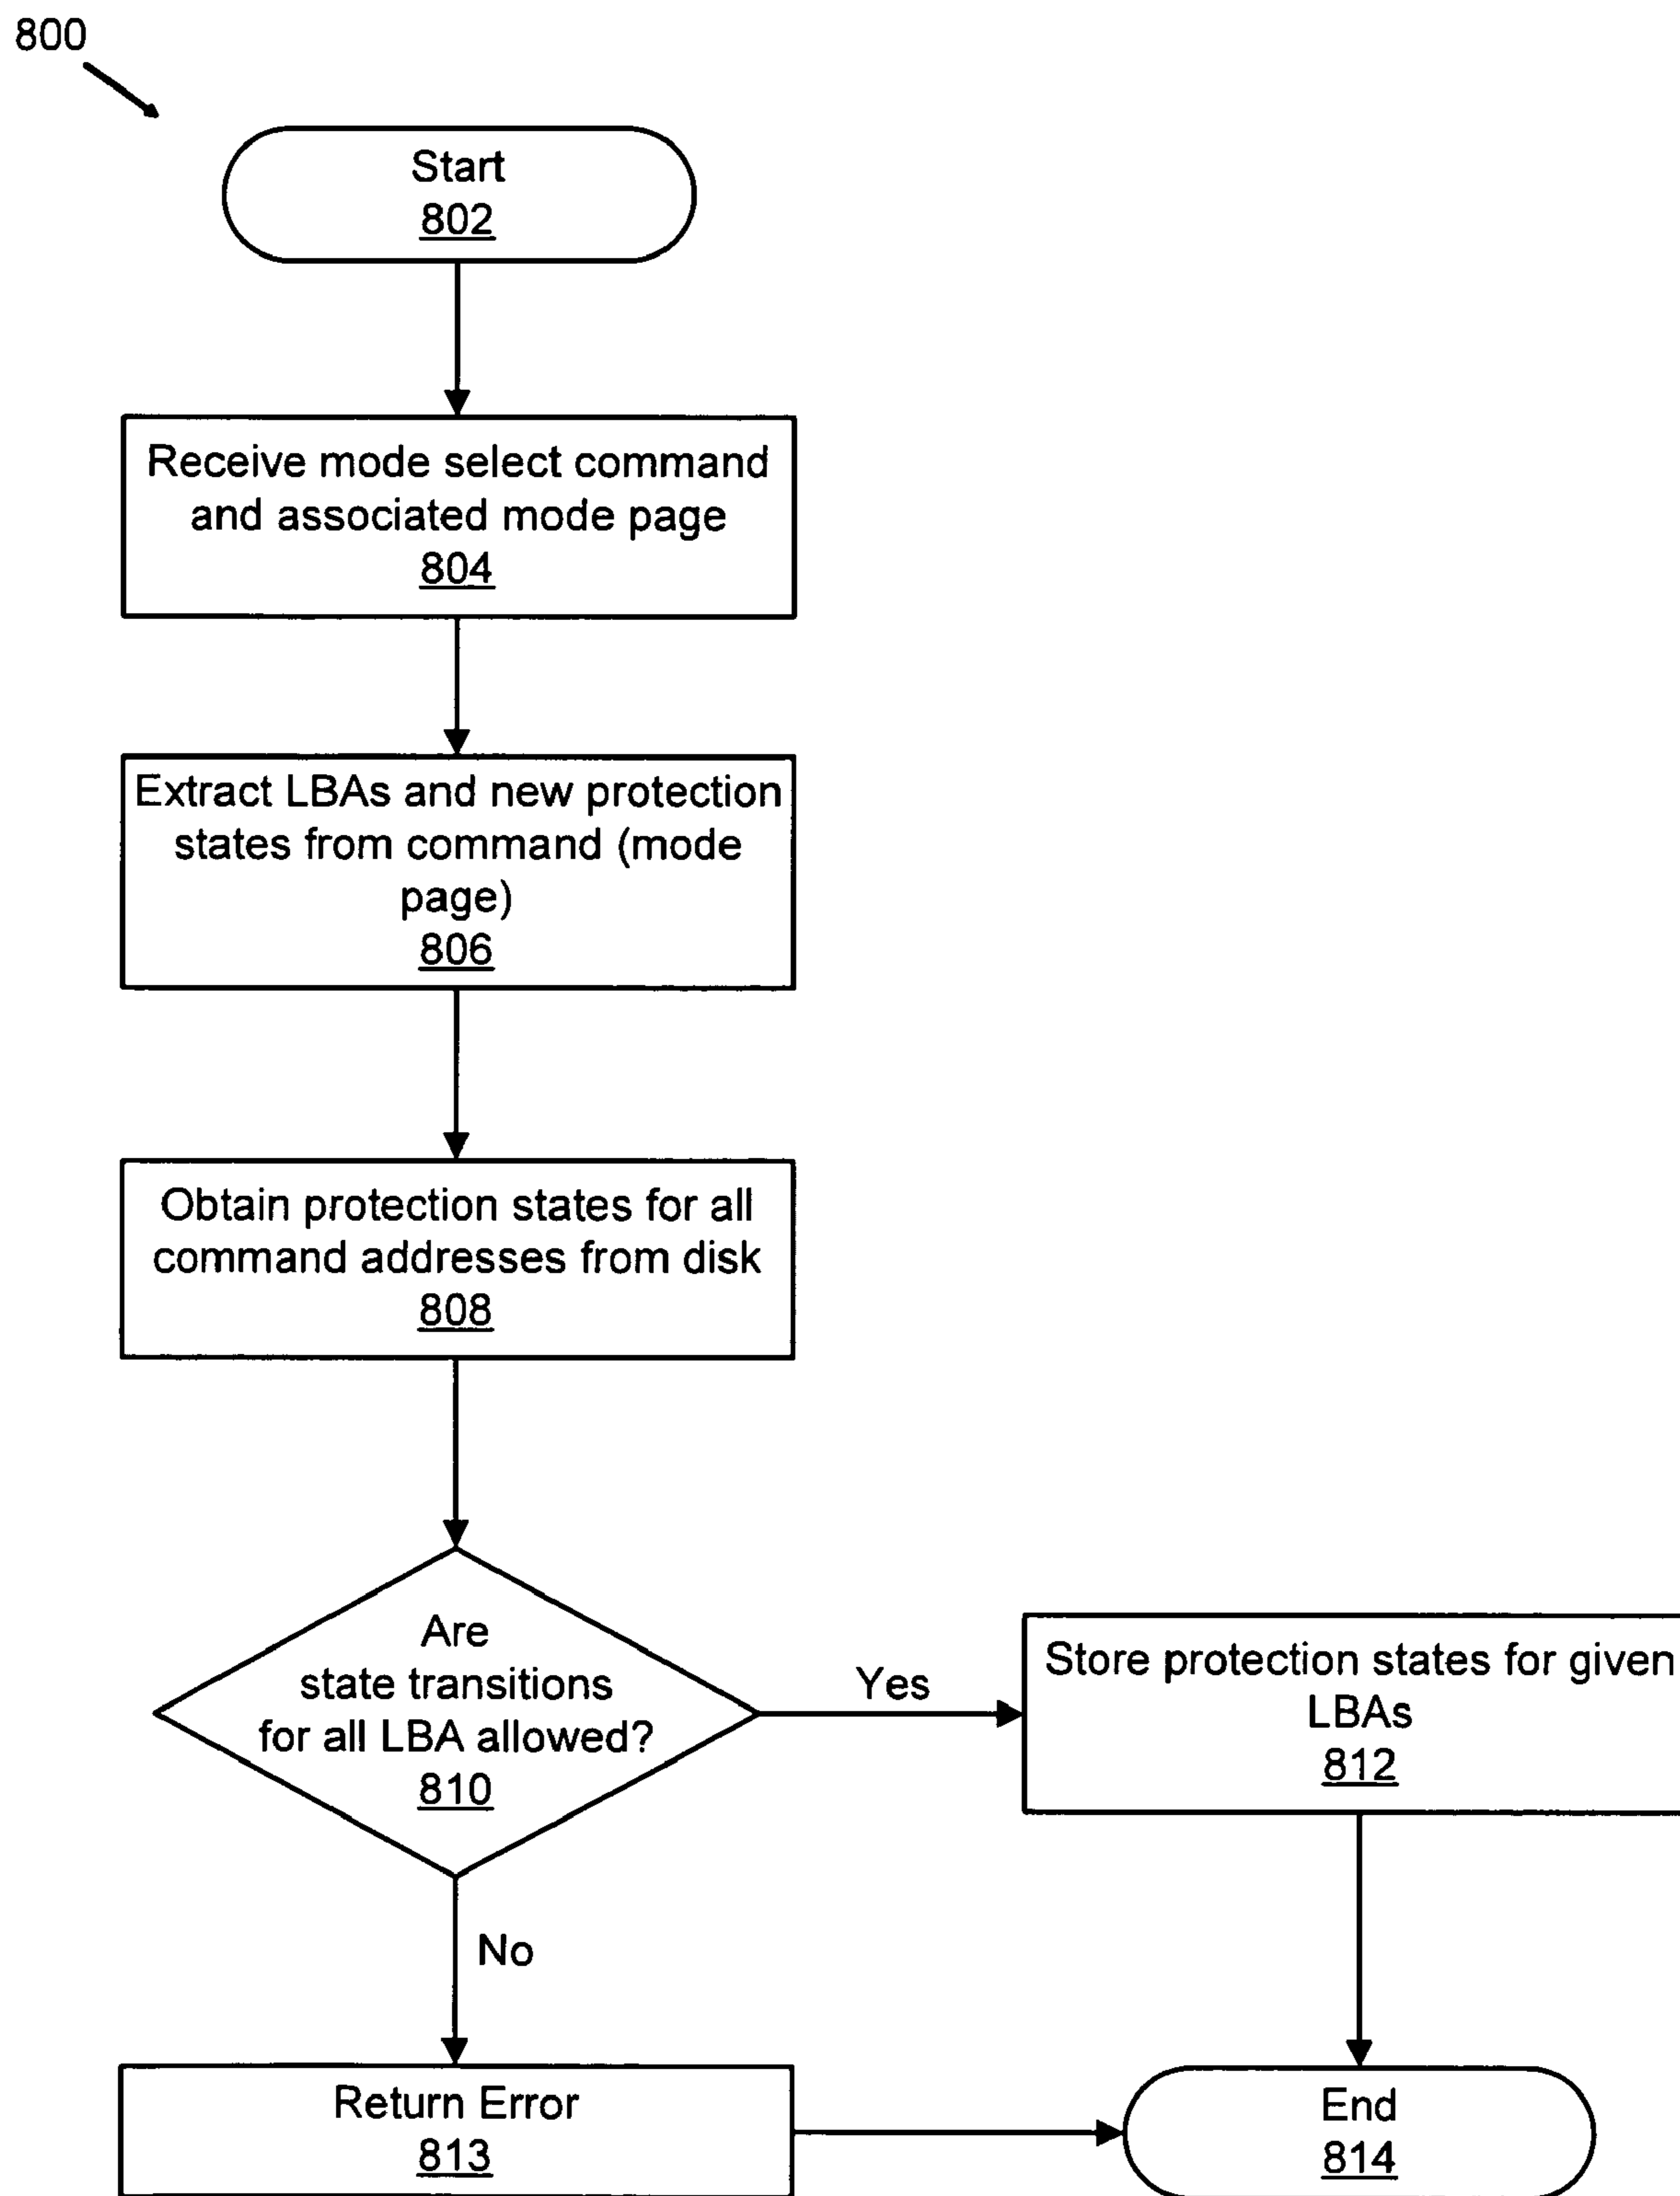 800
Start
802
Receive mode select command
and associated mode page
804
Extract LBAs and new protection
states from command (mode
page)
806
Obtain protection states for all
command addresses from disk
808
Are
state transitions
for all LBA allowed?
810
Yes
Store protection states for given
LBAs
812
No
Return Error
813
End
814